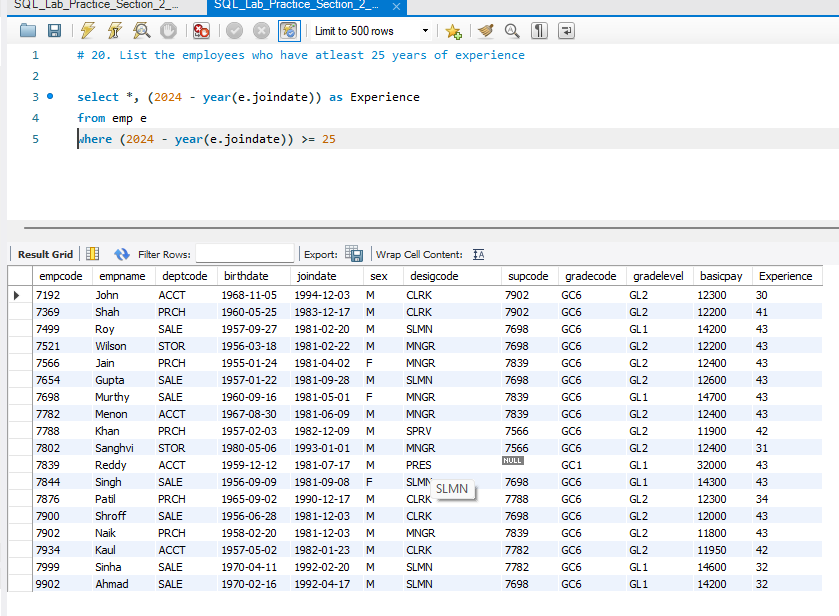 SQL_Lab_Practice_Section_2_... SQL_Lab_Practice_Section_2_...
Limit to 500 rows
1 # 20. List the employees who have atleast 25 years of experience
2
3 select *, (2024 - year(e.joindate)) as Experience
4 from emp e
5 where (2024 - year(e.joindate)) >= 25
Result Grid Filter Rows: Export: Wrap Cell Content:
empcode empname deptcode birthdate joindate sex desigcode supcode gradecode gradelevel basicpay Experience
7192 John ACCT 1968-11-05 1994-12-03 M CLRK 7902 GC6 GL2 12300 30
7369 Shah PRCH 1960-05-25 1983-12-17 M CLRK 7902 GC6 GL2 12200 41
7499 Roy SALE 1957-09-27 1981-02-20 M SLMN 7698 GC6 GL1 14200 43
7521 Wilson STOR 1956-03-18 1981-02-22 M MNGR 7698 GC6 GL2 12200 43
7566 Jain PRCH 1955-01-24 1981-04-02 F MNGR 7839 GC6 GL2 12400 43
7654 Gupta SALE 1957-01-22 1981-09-28 M SLMN 7698 GC6 GL2 12600 43
7698 Murthy SALE 1960-09-16 1981-05-01 F MNGR 7839 GC6 GL1 14700 43
7782 Menon ACCT 1967-08-30 1981-06-09 M MNGR 7839 GC6 GL2 12400 43
7788 Khan PRCH 1957-02-03 1982-12-09 M SPRV 7566 GC6 GL2 11900 42
7802 Sanghvi STOR 1980-05-06 1993-01-01 M MNGR 7566 GC6 GL2 12400 31
7839 Reddy ACCT 1959-12-12 1981-07-17 M PRES NULL GC1 GL1 32000 43
7844 Singh SALE 1956-09-09 1981-09-08 F SLMN 7698 GC6 GL1 14300 43
SLMN
7876 Patil PRCH 1965-09-02 1990-12-17 M CLRK 7788 GC6 GL2 12300 34
7900 Shroff SALE 1956-06-28 1981-12-03 M CLRK 7698 GC6 GL2 12000 43
7902 Naik PRCH 1958-02-20 1981-12-03 M MNGR 7839 GC6 GL2 11800 43
7934 Kaul ACCT 1957-05-02 1982-01-23 M CLRK 7782 GC6 GL2 11950 42
7999 Sinha SALE 1970-04-11 1992-02-20 M SLMN 7782 GC6 GL1 14600 32
9902 Ahmad SALE 1970-02-16 1992-04-17 M SLMN 7698 GC6 GL1 14200 32